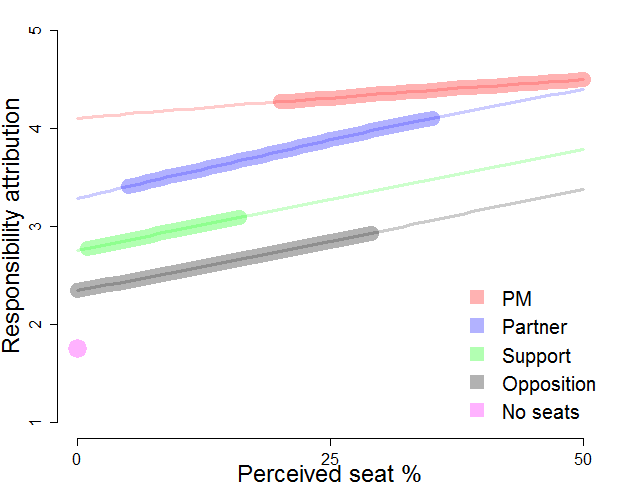 5
4
3
2
1
Responsibility attribution
PM
Partner
Support
Opposition
No seats
0
25
50
Perceived seat %